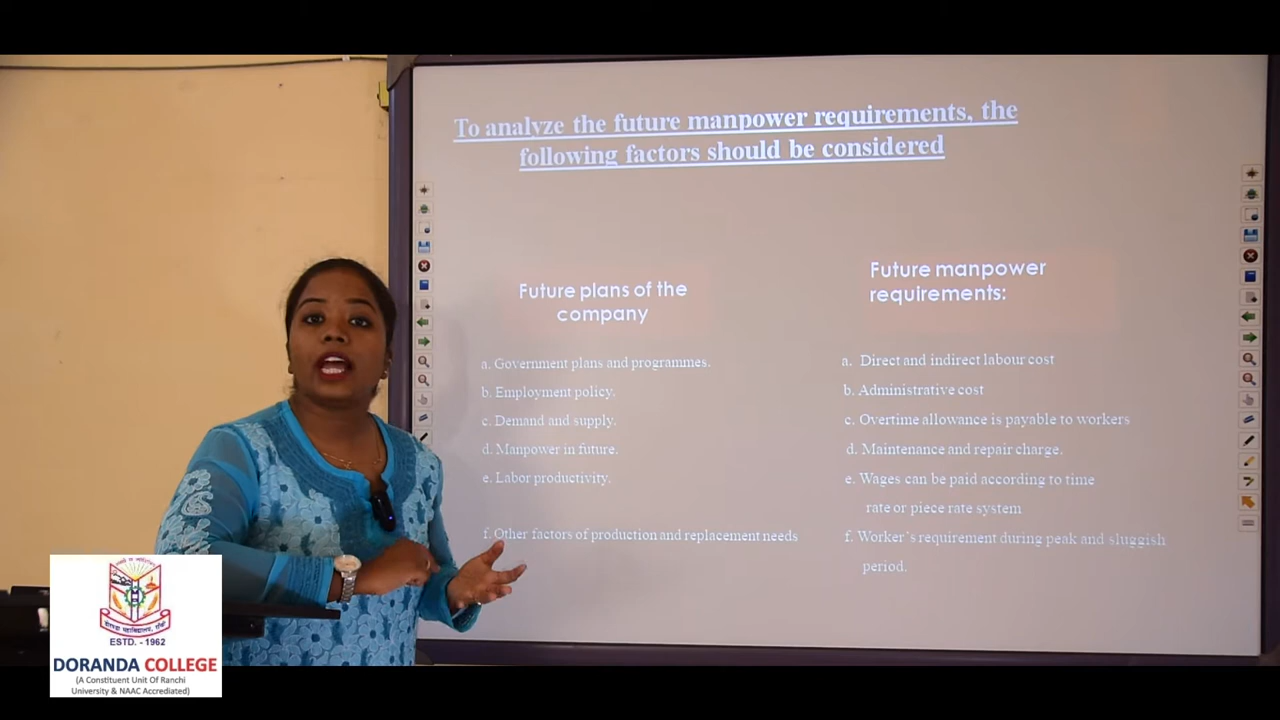 To analyze the future manpower requirements, the
following factors should be considered
Future plans of the
company
a. Government plans and programmes.
b. Employment policy.
c. Demand and supply.
d. Manpower in future.
e. Labor productivity.
f. Other factors of production and replacement needs
Future manpower
requirements:
a. Direct and indirect labour cost
b. Administrative cost
c. Overtime allowance is payable to workers
d. Maintenance and repair charge.
e. Wages can be paid according to time
rate or piece rate system
f. Worker's requirement during peak and sluggish
period.
ESTD. - 1962
DORANDA COLLEGE
(A Constituent Unit Of Ranchi
University & NAAC Accredited)